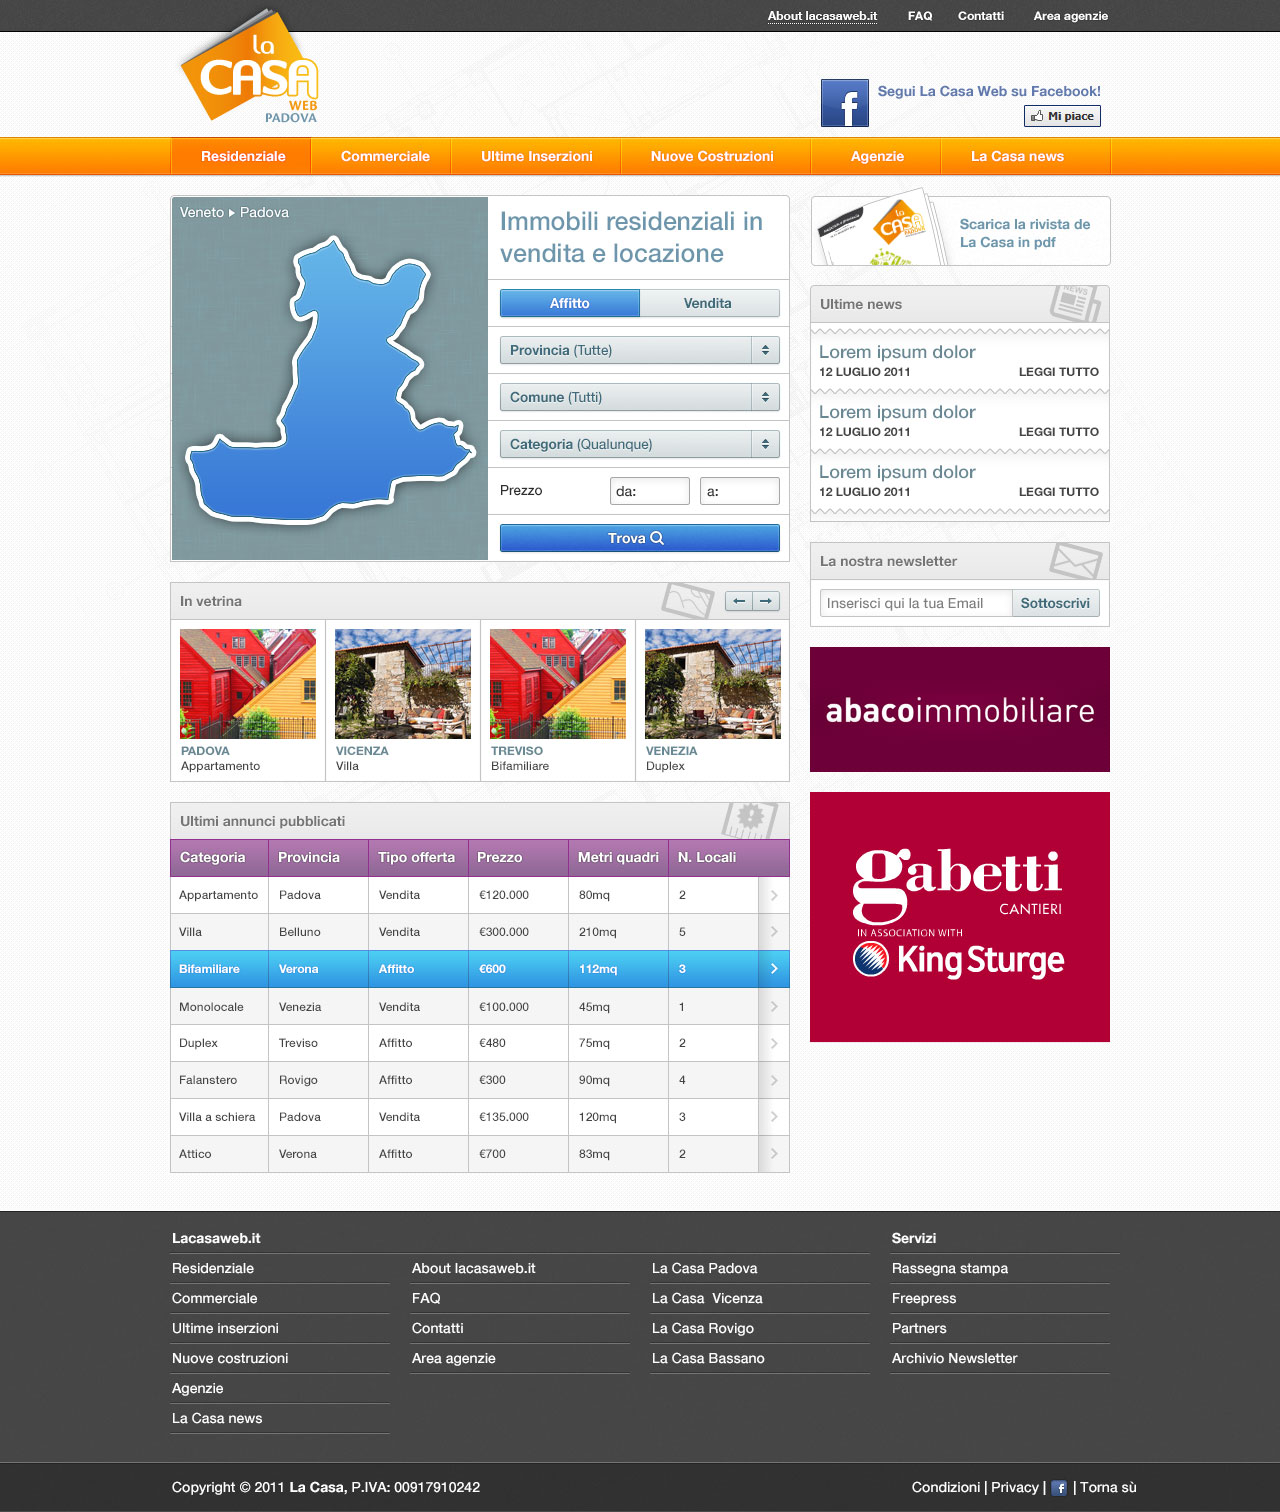 About lacasaweb.it FAQ Contatti Area agenzie
La
CASA
WEB
PADOVA
Segui La Casa Web su Facebook!
Mi piace
Residenziale Commerciale Ultime Inserzioni Nuove Costruzioni Agenzie La Casa news
Veneto Padova
Immobili residenziali in
vendita e locazione
Affitto Vendita
Provincia (Tutte)
Comune (Tutti)
Categoria (Qualunque)
Prezzo da: a:
Trova
La
CASA
Scarica la rivista de
La Casa in pdf
Ultime news
NEWS
Lorem ipsum dolor
12 LUGLIO 2011 LEGGI TUTTO
Lorem ipsum dolor
12 LUGLIO 2011 LEGGI TUTTO
Lorem ipsum dolor
12 LUGLIO 2011 LEGGI TUTTO
La nostra newsletter
Inserisci qui la tua Email Sottoscrivi
In vetrina
PADOVA
Appartamento
VICENZA
Villa
TREVISO
Bifamiliare
VENEZIA
Duplex
abacoimmobiliare
gabetti
CANTIERI
IN ASSOCIATION WITH
King Sturge
Ultimi annunci pubblicati
Categoria Provincia Tipo offerta Prezzo Metri quadri N. Locali
Appartamento Padova Vendita €120.000 80mq 2
Villa Belluno Vendita €300.000 210mq 5
Bifamiliare Verona Affitto €600 112mq 3
Monolocale Venezia Vendita €100.000 45mq 1
Duplex Treviso Affitto €480 75mq 2
Falanstero Rovigo Affitto €300 90mq 4
Villa a schiera Padova Vendita €135.000 120mq 3
Attico Verona Affitto €700 83mq 2
Lacasaweb.it Servizi
Residenziale About lacasaweb.it La Casa Padova Rassegna stampa
Commerciale FAQ La Casa Vicenza Freepress
Ultime inserzioni Contatti La Casa Rovigo Partners
Nuove costruzioni Area agenzie La Casa Bassano Archivio Newsletter
Agenzie
La Casa news
Copyright © 2011 La Casa, P.IVA: 00917910242 Condizioni | Privacy | f | Torna sù